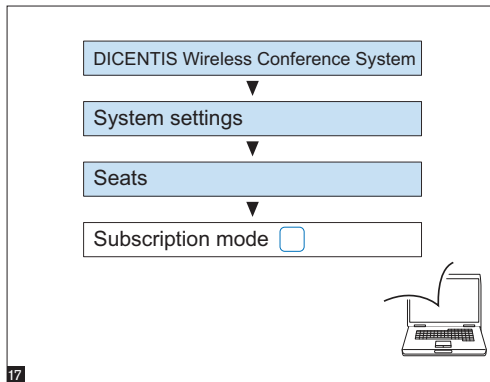 DICENTIS Wireless Conference System
System settings
Seats
Subscription mode
17